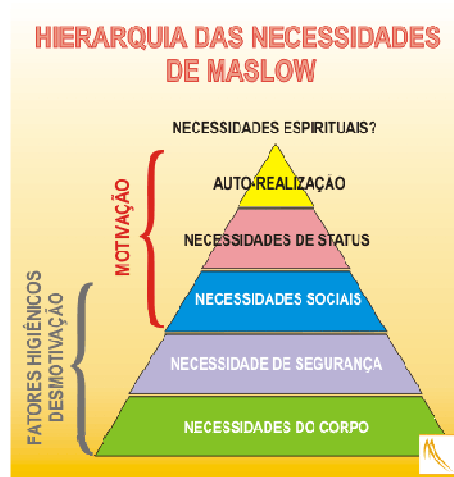 HIERARQUIA DAS NECESSIDADES
DE MASLOW
NECESSIDADES ESPIRITUAIS?
AUTO-REALIZAÇÃO
NECESSIDADES DE STATUS
NECESSIDADES SOCIAIS
NECESSIDADE DE SEGURANÇA
NECESSIDADES DO CORPO
MOTIVAÇÃO
FATORES HIGIÊNICOS
DESMOTIVAÇÃO